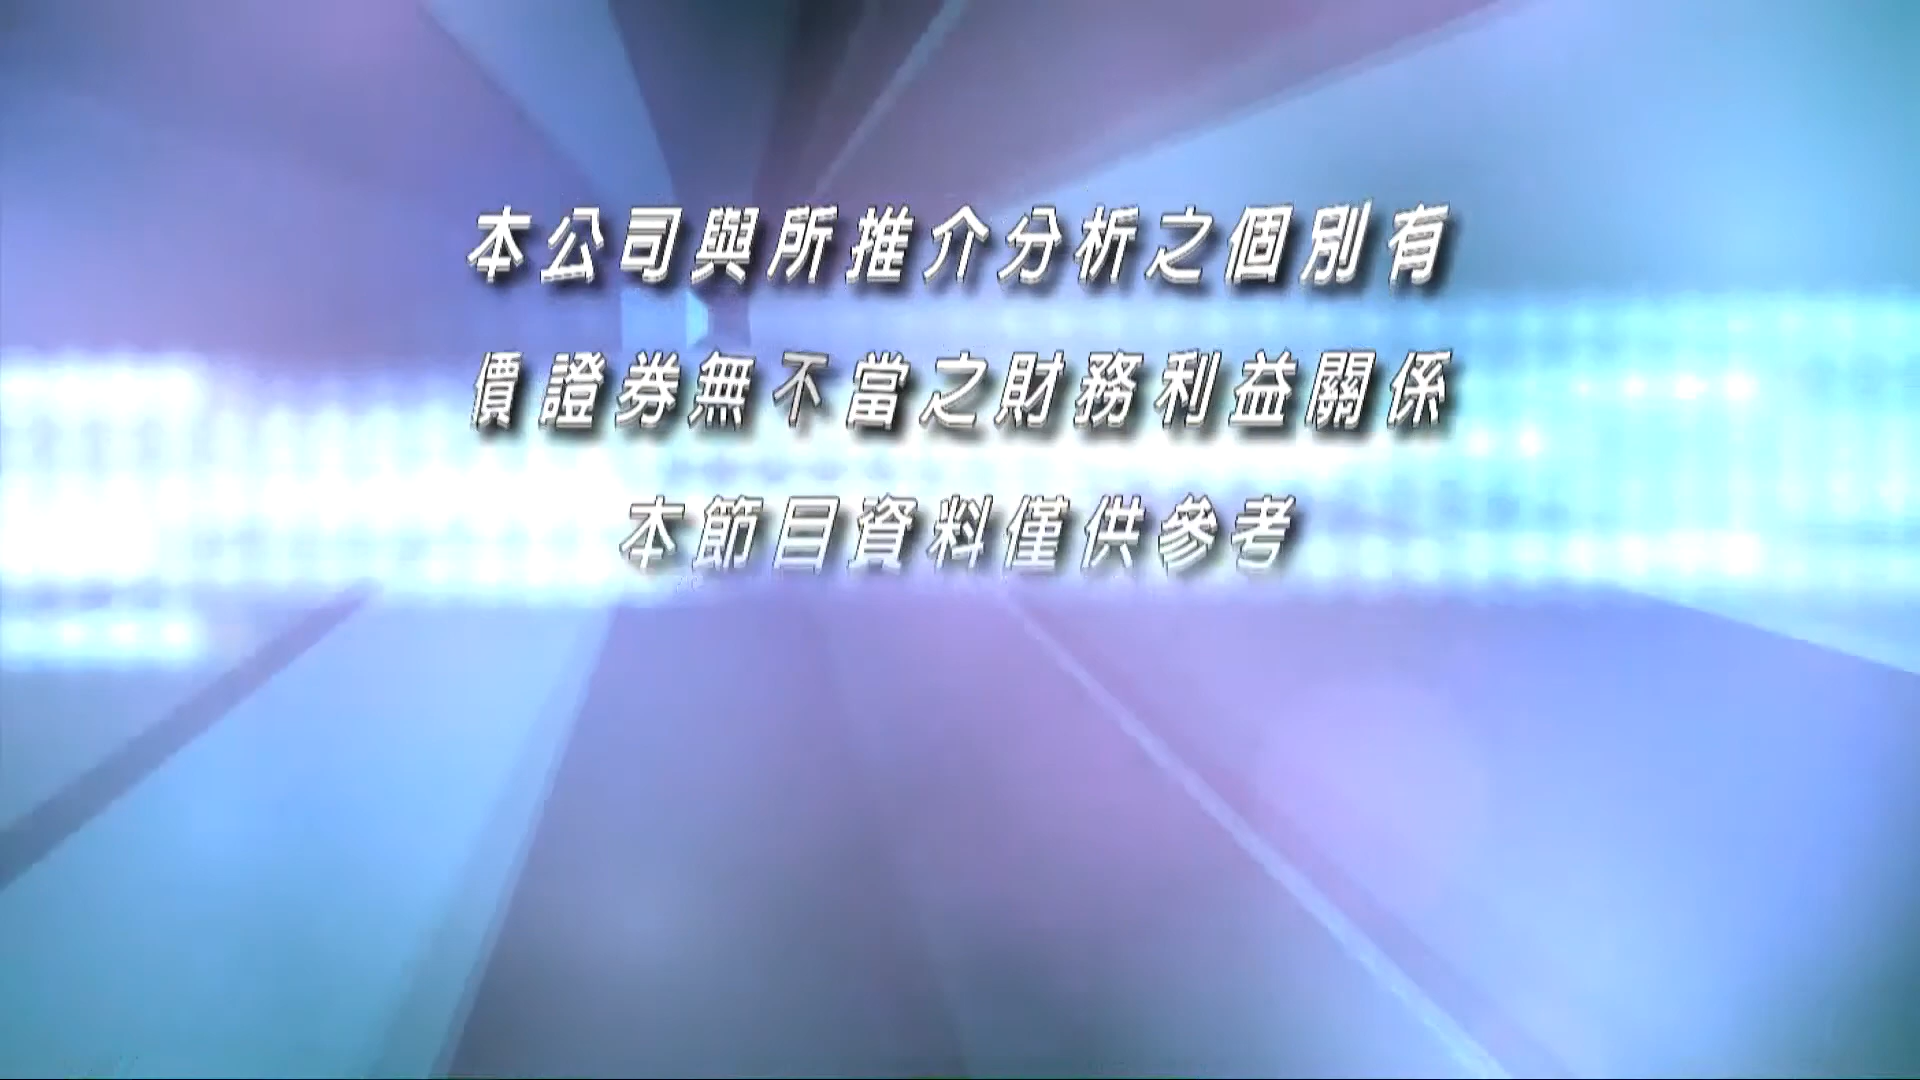 本公司與所推介分析之個別有
價證券無不當之財務利益關係
本節目資料僅供參考